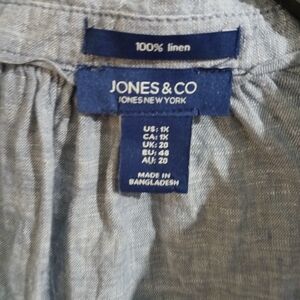 100% linen
JONES & CO
JONES NEW YORK
US: 1X
CA: 1X
UK: 20
EU: 48
AU: 20
MADE IN
BANGLADESH